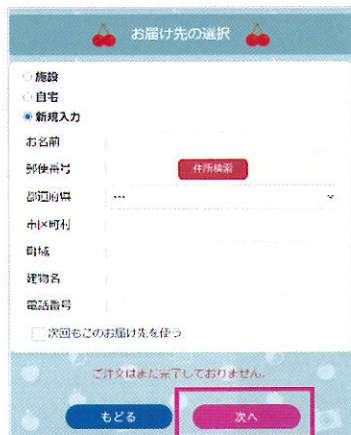 お届け先の選択
施設
自宅
新規入力
お名前
郵便番号
住所検索
都道府県
---
市区町村
町域
建物名
電話番号
次回もこのお届け先を使う
ご注文はまだ完了しておりません。
もどる
次へ